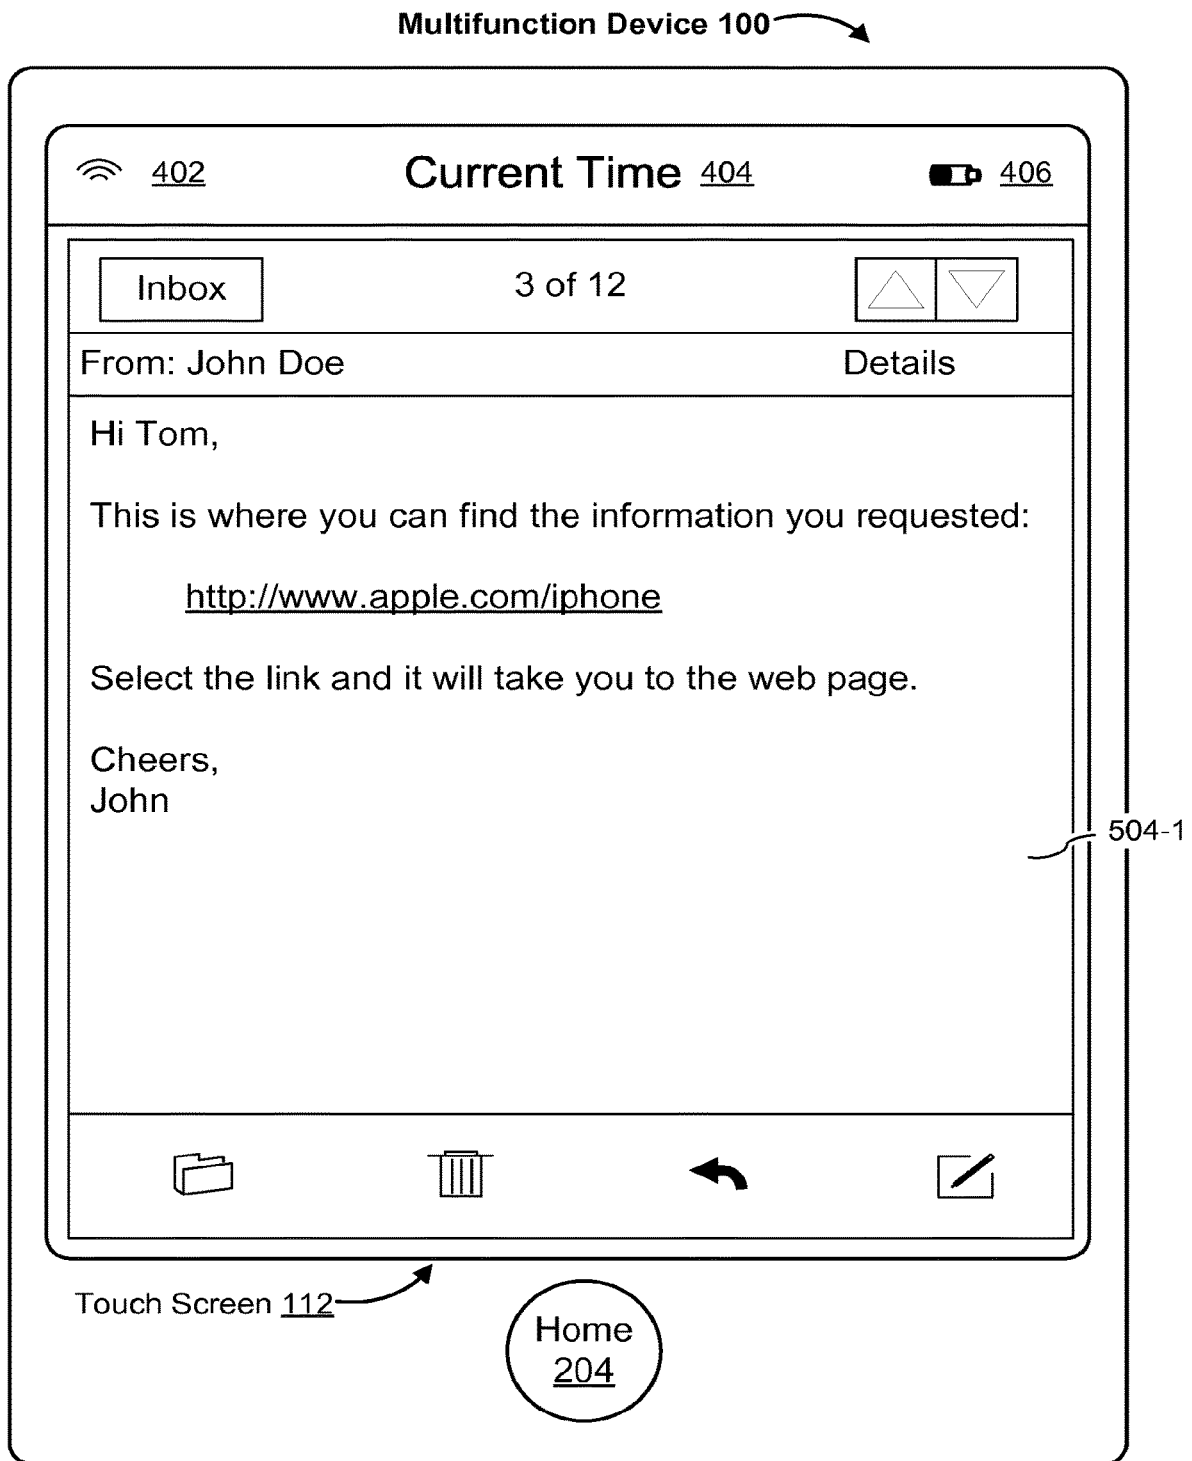 Multifunction Device 100
402 Current Time 404 406
Inbox 3 of 12
From: John Doe Details
Hi Tom,
This is where you can find the information you requested:
http://www.apple.com/iphone
Select the link and it will take you to the web page.
Cheers,
John
504-1
Touch Screen 112
Home
204